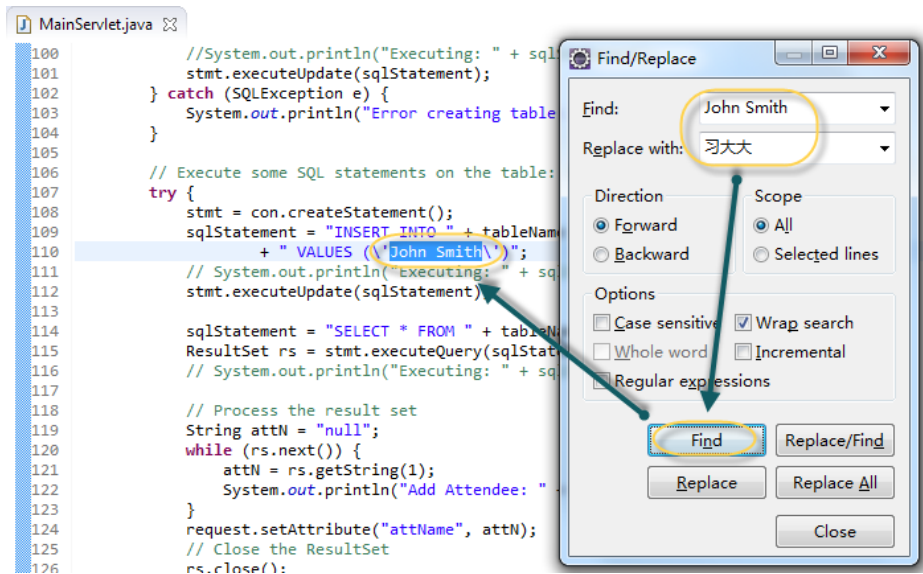 MainServlet.java
100 //System.out.println("Executing: " + sqlS
101 stmt.executeUpdate(sqlStatement);
102 } catch (SQLException e) {
103 System.out.println("Error creating table
104 }
105
106 // Execute some SQL statements on the table:
107 try {
108 stmt = con.createStatement();
109 sqlStatement = "INSERT INTO " + tableName
110 + " VALUES (\'John Smith\')";
111 // System.out.println("Executing: " + sq
112 stmt.executeUpdate(sqlStatement)
113
114 sqlStatement = "SELECT * FROM " + tableNa
115 ResultSet rs = stmt.executeQuery(sqlStat
116 // System.out.println("Executing: " + sq
117
118 // Process the result set
119 String attN = "null";
120 while (rs.next()) {
121 attN = rs.getString(1);
122 System.out.println("Add Attendee: " +
123 }
124 request.setAttribute("attName", attN);
125 // Close the ResultSet
126 rs.close();
Find/Replace
Find: John Smith
Replace with: 习大大
Direction Scope
Forward All
Backward Selected lines
Options
Case sensitive Wrap search
Whole word Incremental
Regular expressions
Find Replace/Find
Replace Replace All
Close